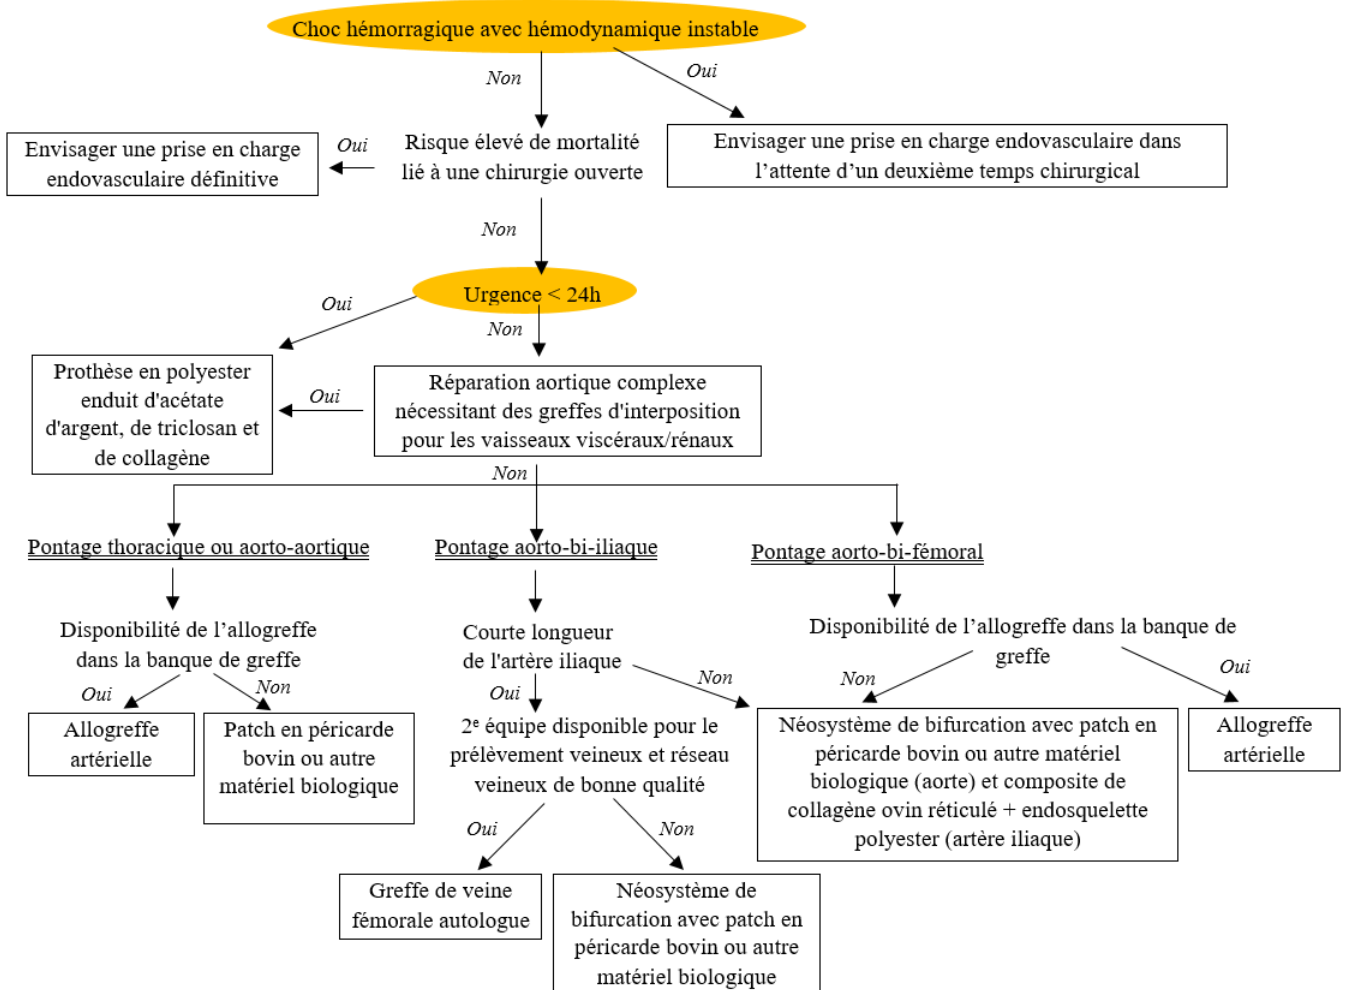 Choc hémorragique avec hémodynamique instable
Non
Oui
Envisager une prise en charge
endovasculaire définitive
Oui
Risque élevé de mortalité
lié à une chirurgie ouverte
Envisager une prise en charge endovasculaire dans
l’attente d’un deuxième temps chirurgical
Non
Urgence < 24h
Oui
Non
Prothèse en polyester
enduit d'acétate
d'argent, de triclosan et
de collagène
Oui
Réparation aortique complexe
nécessitant des greffes d'interposition
pour les vaisseaux viscéraux/rénaux
Non
Pontage thoracique ou aorto-aortique
Pontage aorto-bi-iliaque
Pontage aorto-bi-fémoral
Disponibilité de l’allogreffe
dans la banque de greffe
Oui
Non
Allogreffe
artérielle
Patch en péricarde
bovin ou autre
matériel biologique
Courte longueur
de l'artère iliaque
Oui
Non
2e équipe disponible pour le
prélèvement veineux et réseau
veineux de bonne qualité
Oui
Non
Greffe de veine
fémorale autologue
Néosystème de
bifurcation avec patch en
péricarde bovin ou autre
matériel biologique
Disponibilité de l’allogreffe dans la banque de
greffe
Non
Oui
Néosystème de bifurcation avec patch en
péricarde bovin ou autre matériel
biologique (aorte) et composite de
collagène ovin réticulé + endosquelette
polyester (artère iliaque)
Allogreffe
artérielle